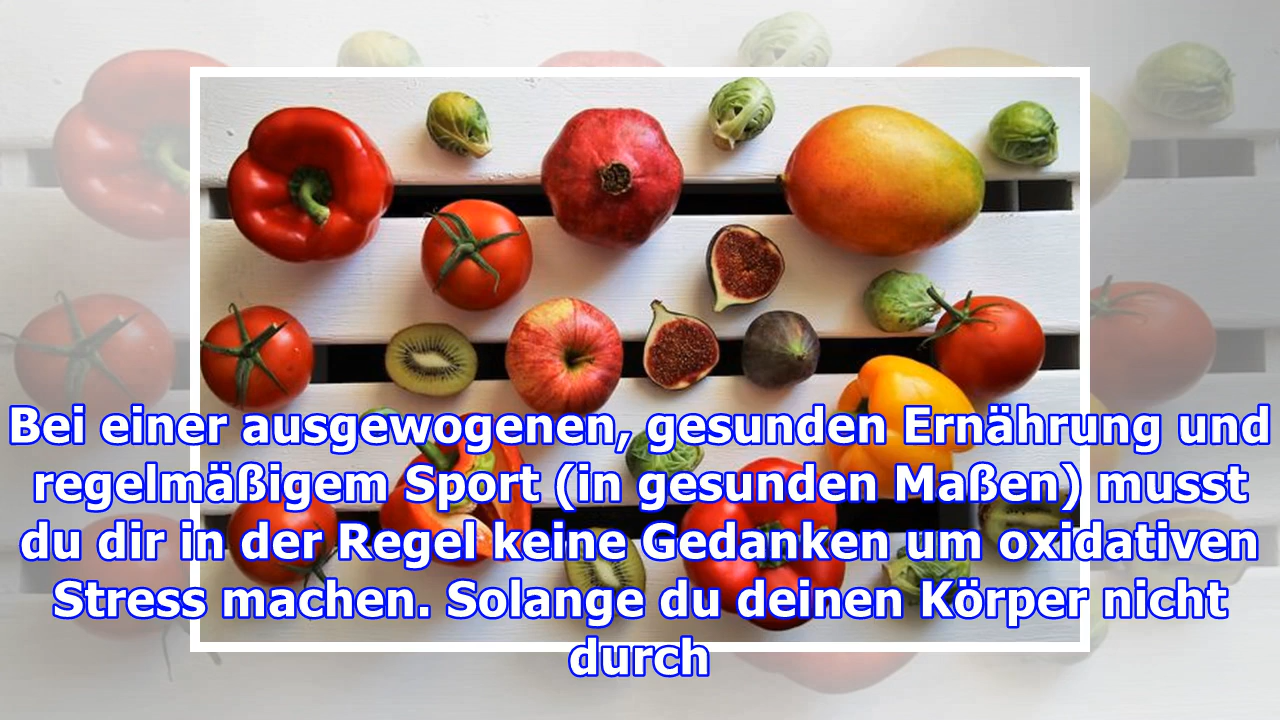 Bei einer ausgewogenen, gesunden Ernährung und
regelmäßigem Sport (in gesunden Maßen) musst
du dir in der Regel keine Gedanken um oxidativen
Stress machen. Solange du deinen Körper nicht
durch